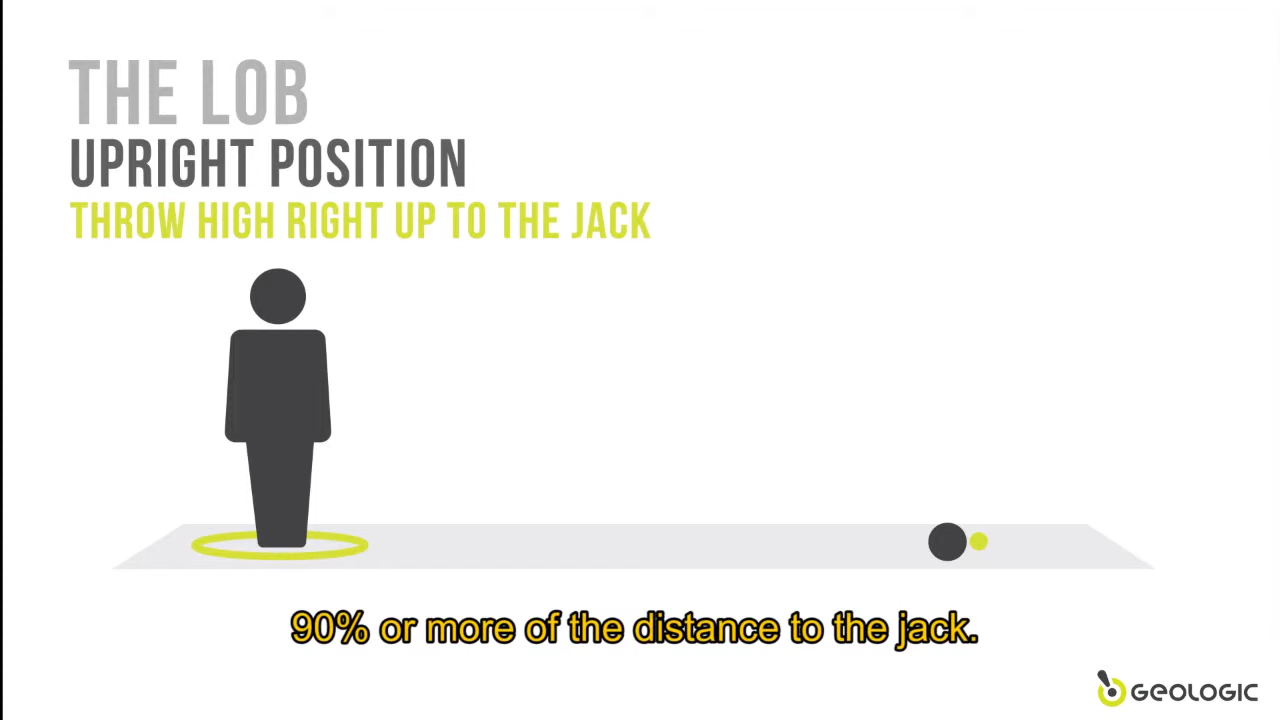 THE LOB
UPRIGHT POSITION
THROW HIGH RIGHT UP TO THE JACK
90% or more of the distance to the jack.
GEOLOGIC